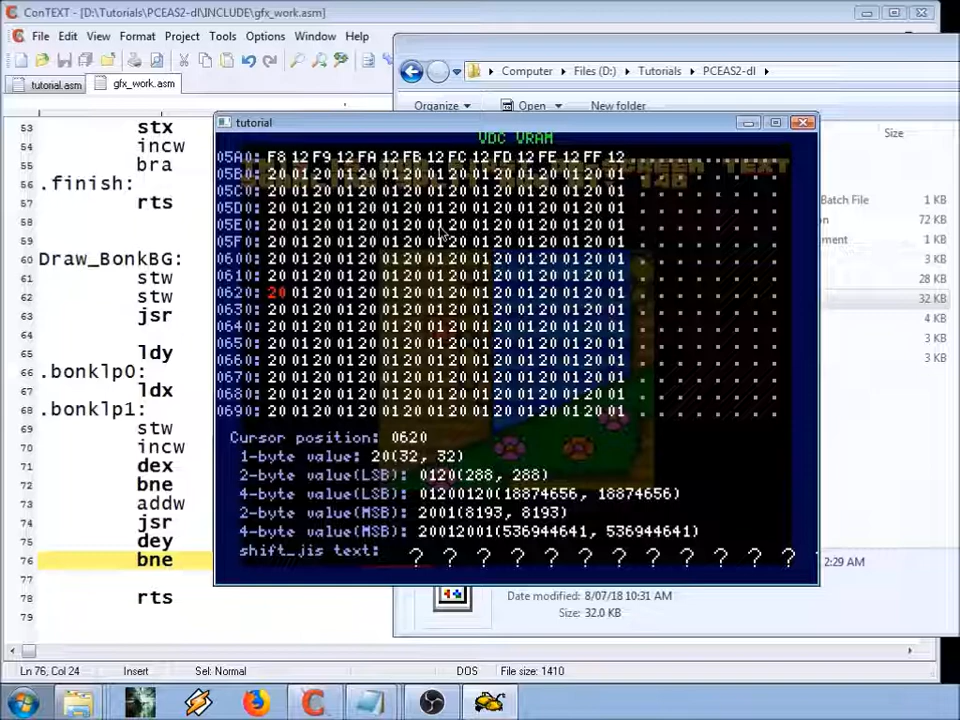 ConTEXT - [D:\Tutorials\PCEAS2-dl\INCLUDE\gfx_work.asm]
File Edit View Format Project Tools Options Window Help
tutorial.asm gfx_work.asm
Computer Files (D:) Tutorials PCEAS2-dl
Organize Open New folder
Size
53 stx
54 incw
55 bra
56 .finish:
57 rts
58
59
60 Draw_BonkBG:
61 stw
62 stw
63 jsr
64
65 ldy
66 .bonklp0:
67 ldx
68 .bonklp1:
69 stw
70 incw
71 dex
72 bne
73 addw
74 jsr
75 dey
76 bne
77
78 rts
79
tutorial
VDC VRAM
05A0: F8 12 F9 12 FA 12 FB 12 FC 12 FD 12 FE 12 FF 12
05B0: 20 01 20 01 20 01 20 01 20 01 20 01 20 01 20 01
05C0: 20 01 20 01 20 01 20 01 20 01 20 01 20 01 20 01
05D0: 20 01 20 01 20 01 20 01 20 01 20 01 20 01 20 01
05E0: 20 01 20 01 20 01 20 01 20 01 20 01 20 01 20 01
05F0: 20 01 20 01 20 01 20 01 20 01 20 01 20 01 20 01
0600: 20 01 20 01 20 01 20 01 20 01 20 01 20 01 20 01
0610: 20 01 20 01 20 01 20 01 20 01 20 01 20 01 20 01
0620: 20 01 20 01 20 01 20 01 20 01 20 01 20 01 20 01
0630: 20 01 20 01 20 01 20 01 20 01 20 01 20 01 20 01
0640: 20 01 20 01 20 01 20 01 20 01 20 01 20 01 20 01
0650: 20 01 20 01 20 01 20 01 20 01 20 01 20 01 20 01
0660: 20 01 20 01 20 01 20 01 20 01 20 01 20 01 20 01
0670: 20 01 20 01 20 01 20 01 20 01 20 01 20 01 20 01
0680: 20 01 20 01 20 01 20 01 20 01 20 01 20 01 20 01
0690: 20 01 20 01 20 01 20 01 20 01 20 01 20 01 20 01
Cursor position: 0620
1-byte value: 20(32, 32)
2-byte value(LSB): 0120(288, 288)
4-byte value(LSB): 01200120(18874656, 18874656)
2-byte value(MSB): 2001(8193, 8193)
4-byte value(MSB): 20012001(536944641, 536944641)
shift_jis text: ? ? ? ? ? ? ? ? ? ? ? ?
Batch File 1 KB
72 KB
3 KB
28 KB
32 KB
4 KB
3 KB
3 KB
2:29 AM
Date modified: 8/07/18 10:31 AM
Size: 32.0 KB
Ln 76, Col 24 Insert Sel: Normal DOS File size: 1410